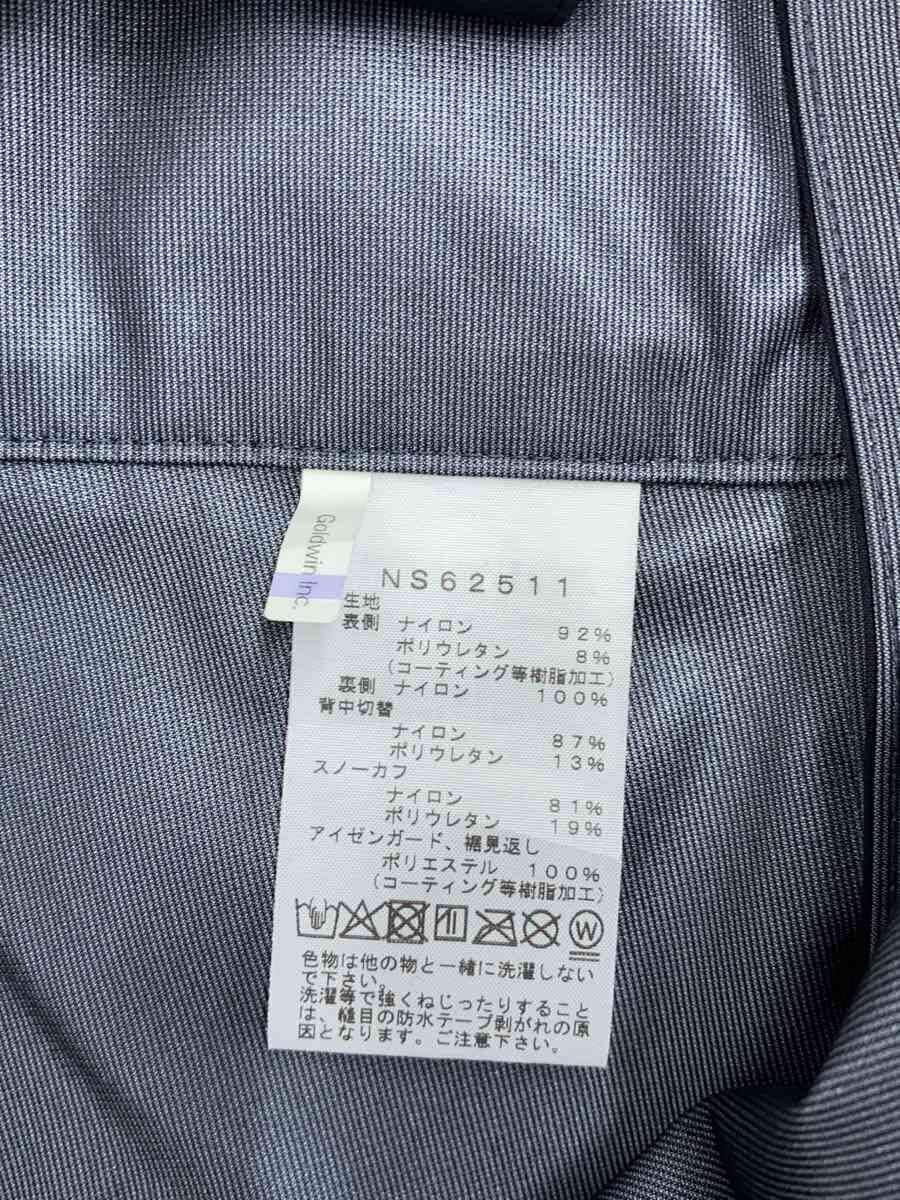 Goldwin Inc.
NS62511
生地
表側 ナイロン 92%
ポリウレタン 8%
(コーティング等樹脂加工)
裏側 ナイロン 100%
背中切替
ナイロン 87%
ポリウレタン 13%
スノーカフ
ナイロン 81%
ポリウレタン 19%
アイゼンガード、裾見返し
ポリエステル 100%
(コーティング等樹脂加工)
W
色物は他の物と一緒に洗濯しない
で下さい。
洗濯等で強くねじったりすること
は、縫目の防水テープ剥がれの原
因となります。ご注意下さい。